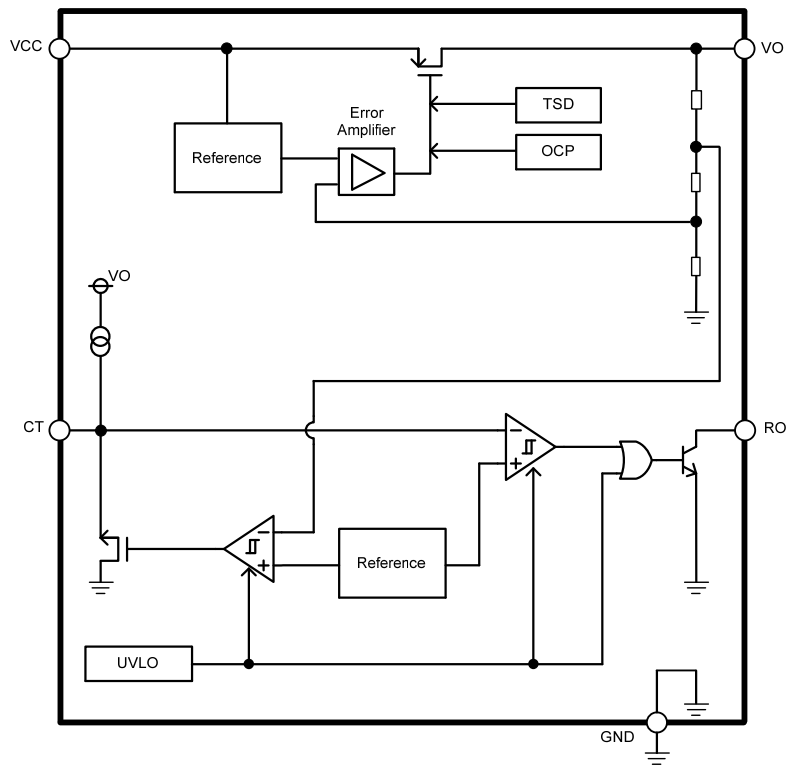 VCC
VO
TSD
Error
Amplifier
OCP
Reference
VO
CT
RO
−
+
−
+
Reference
UVLO
GND